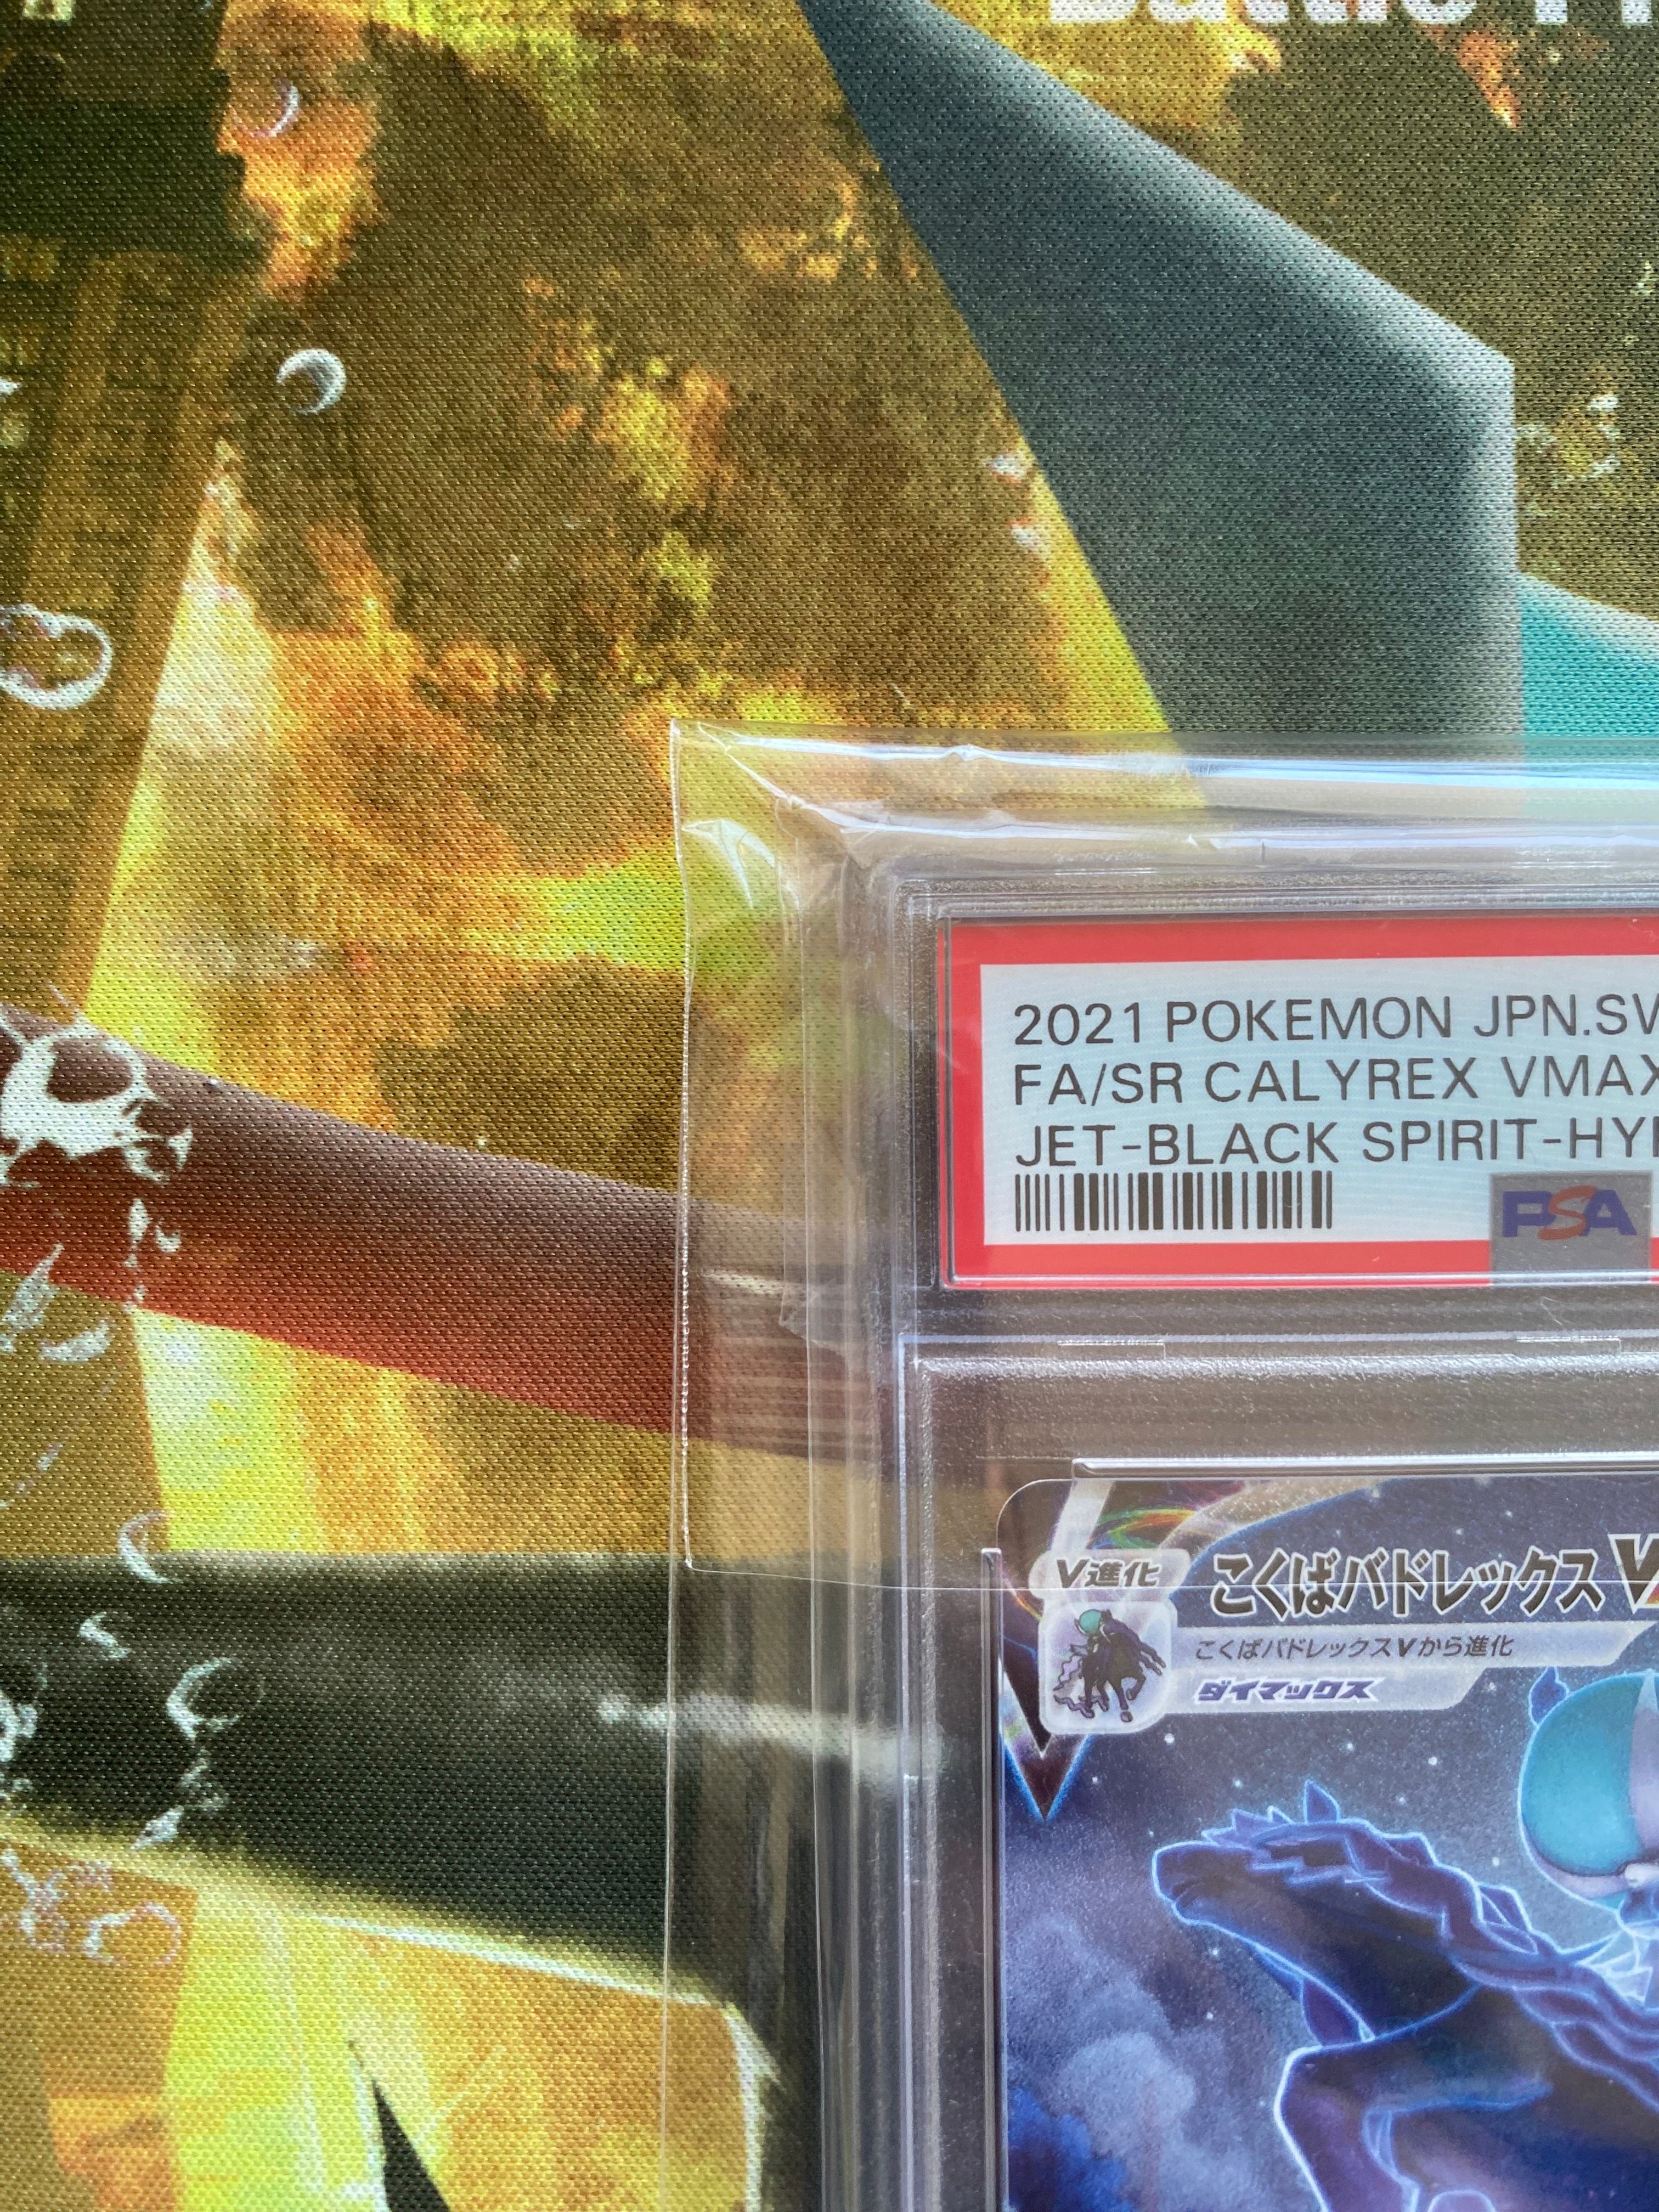 2021 POKEMON JPN.SW
FA/SR CALYREX VMAX
JET-BLACK SPIRIT-HY
PSA
V進化
こくばバドレックスV
こくばバドレックスVから進化
ダイマックス